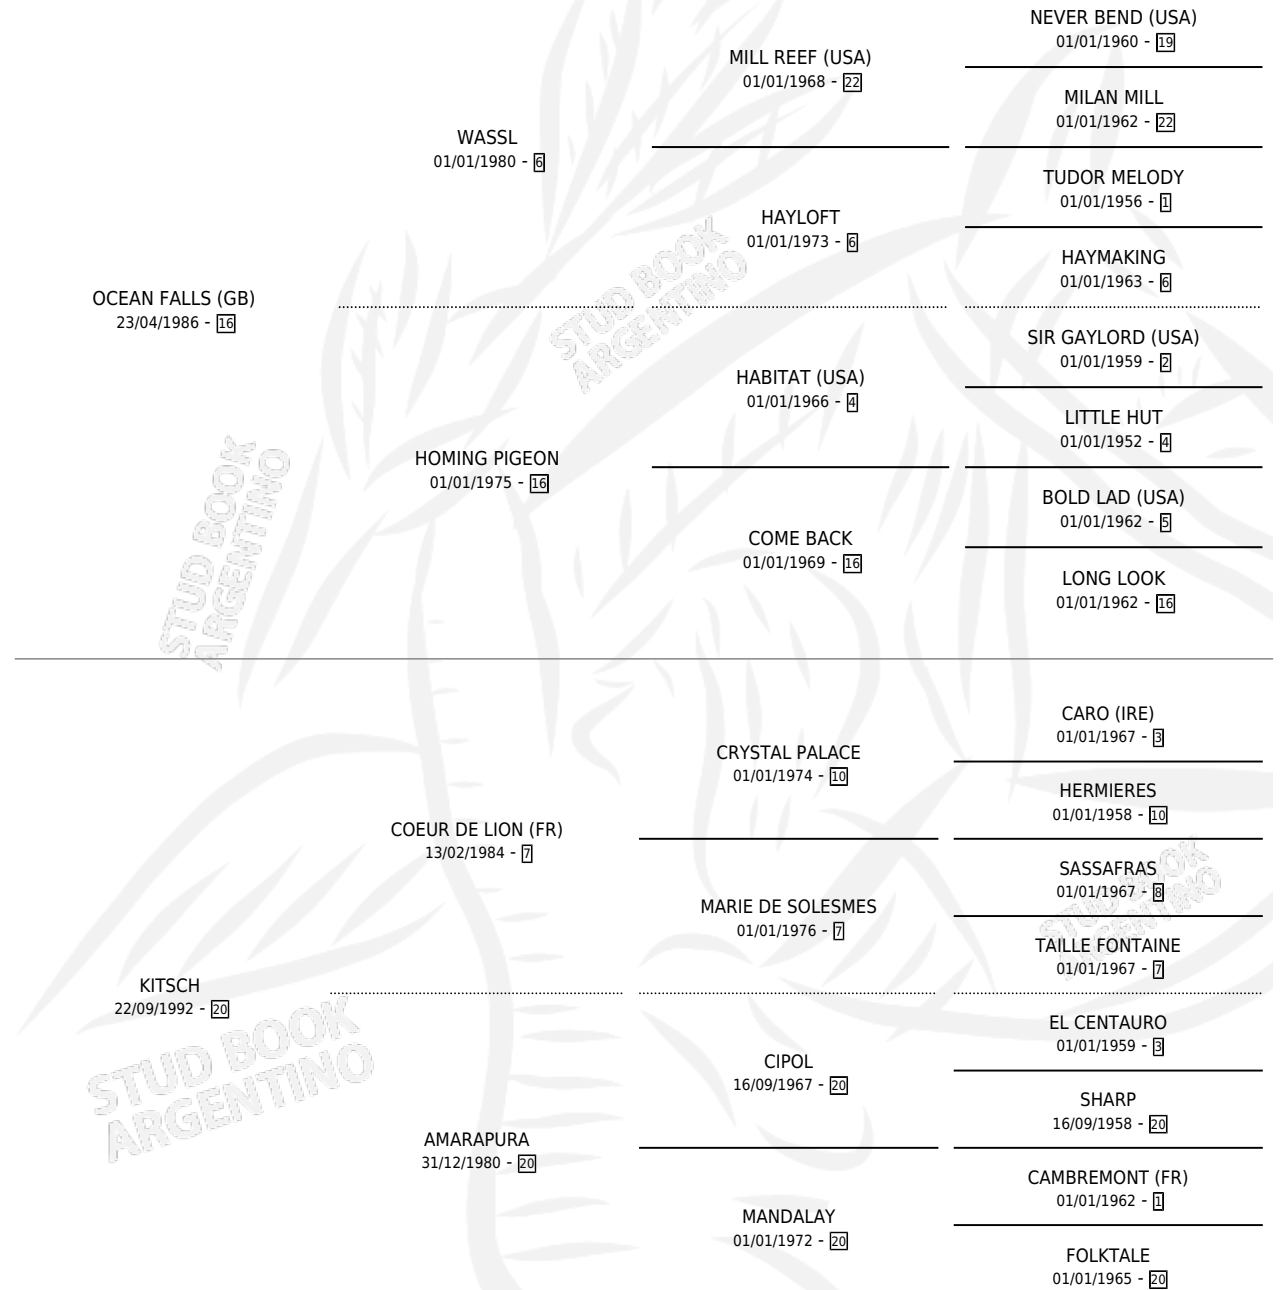 NEVER BEND (USA)
01/01/1960 - 19
MILL REEF (USA)
01/01/1968 - 22
MILAN MILL
01/01/1962 - 22
WASSL
01/01/1980 - 6
TUDOR MELODY
01/01/1956 - 1
HAYLOFT
01/01/1973 - 6
HAYMAKING
01/01/1963 - 6
OCEAN FALLS (GB)
23/04/1986 - 16
STUD BOOK
ARGENTINO
SIR GAYLORD (USA)
01/01/1959 - 2
HABITAT (USA)
01/01/1966 - 4
LITTLE HUT
01/01/1952 - 4
HOMING PIGEON
01/01/1975 - 16
BOLD LAD (USA)
01/01/1962 - 5
COME BACK
01/01/1969 - 16
LONG LOOK
01/01/1962 - 16
STUD BOOK
ARGENTINO
CARO (IRE)
01/01/1967 - 3
CRYSTAL PALACE
01/01/1974 - 10
HERMIERES
01/01/1958 - 10
COEUR DE LION (FR)
13/02/1984 - 7
SASSAFRAS
01/01/1967 - 8
MARIE DE SOLESMES
01/01/1976 - 7
STUD BOOK
ARGENTINO
TAILLE FONTAINE
01/01/1967 - 7
KITSCH
22/09/1992 - 20
STUD BOOK
ARGENTINO
EL CENTAURO
01/01/1959 - 3
CIPOL
16/09/1967 - 20
SHARP
16/09/1958 - 20
AMARAPURA
31/12/1980 - 20
CAMBREMONT (FR)
01/01/1962 - 1
MANDALAY
01/01/1972 - 20
FOLKTALE
01/01/1965 - 20